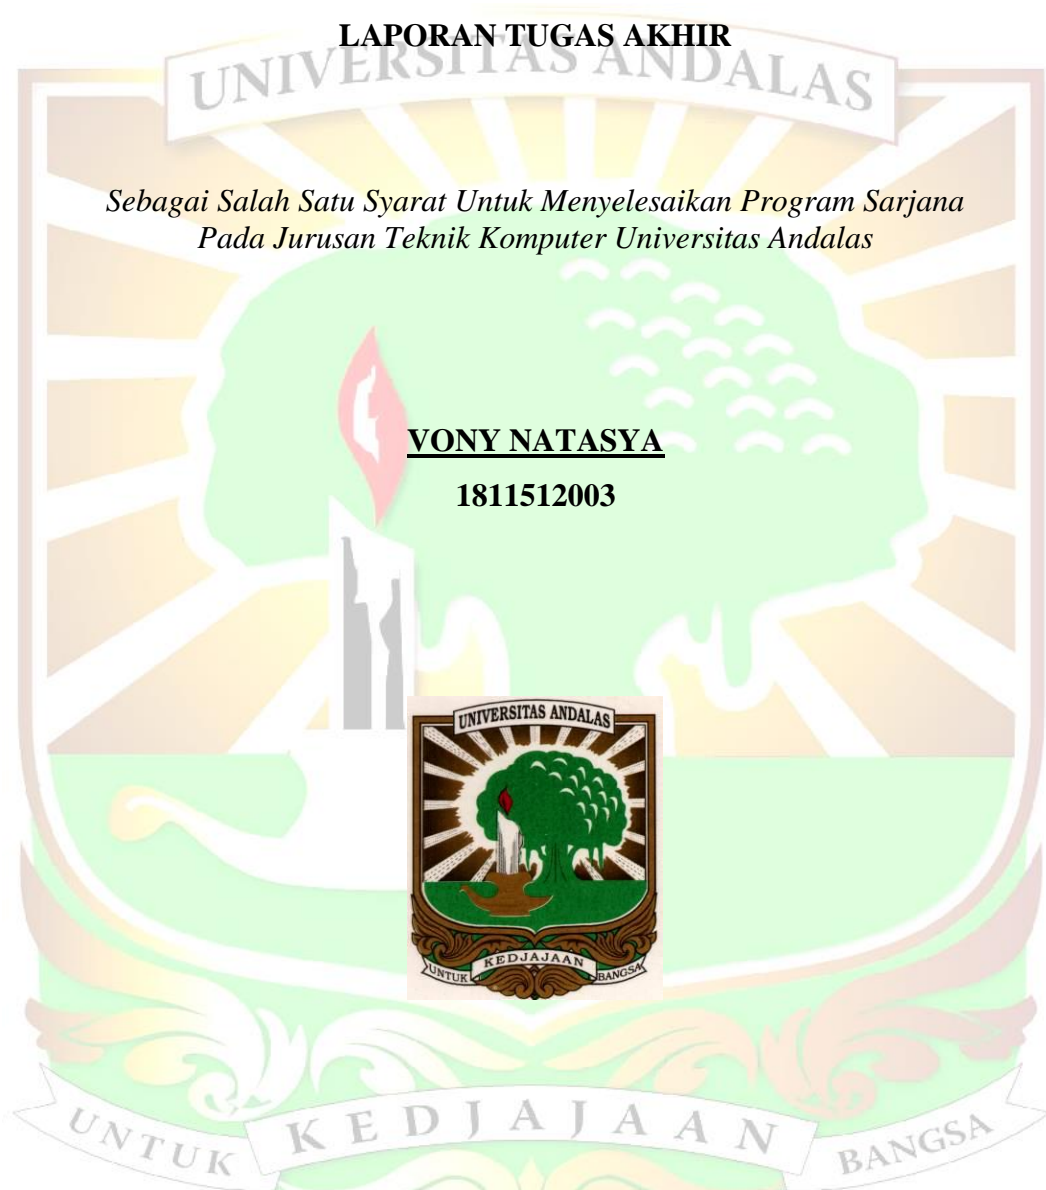 LAPORAN TUGAS AKHIR
UNIVERSITAS ANDALAS
Sebagai Salah Satu Syarat Untuk Menyelesaikan Program Sarjana
Pada Jurusan Teknik Komputer Universitas Andalas
VONY NATASYA
1811512003
UNIVERSITAS ANDALAS
UNTUK KEDJAJAAN BANGSA
UNTUK KEDJAJAAN BANGSA